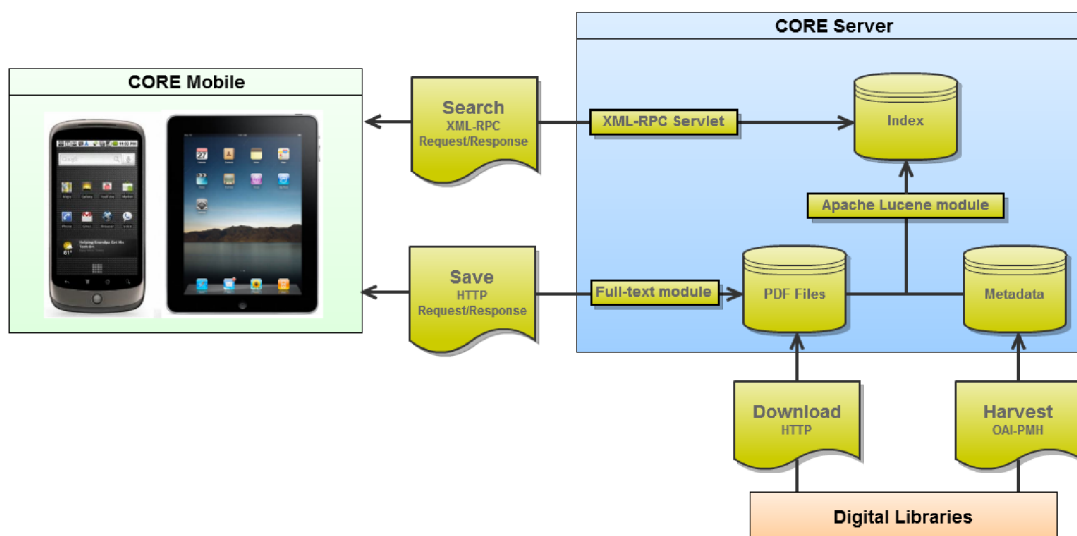 CORE Server
CORE Mobile
Search
XML-RPC
Request/Response
XML-RPC Servlet
Index
Apache Lucene module
Save
HTTP
Request/Response
Full-text module
PDF Files
Metadata
Download
HTTP
Harvest
OAI-PMH
Digital Libraries